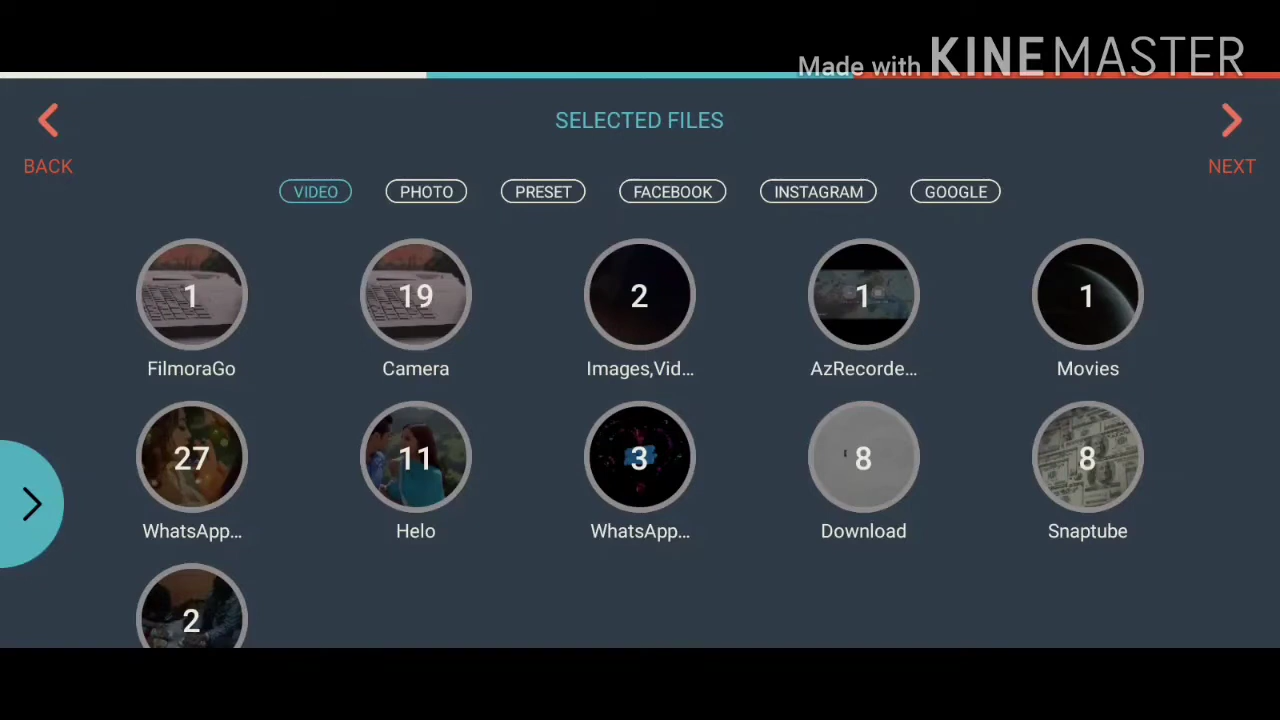 Made with KINEMASTER
SELECTED FILES
BACK
NEXT
VIDEO PHOTO PRESET FACEBOOK INSTAGRAM GOOGLE
1 19 2 1 1
FilmoraGo Camera Images,Vid... AzRecorde... Movies
27 11 3 8 8
WhatsApp... Helo WhatsApp... Download Snaptube
2